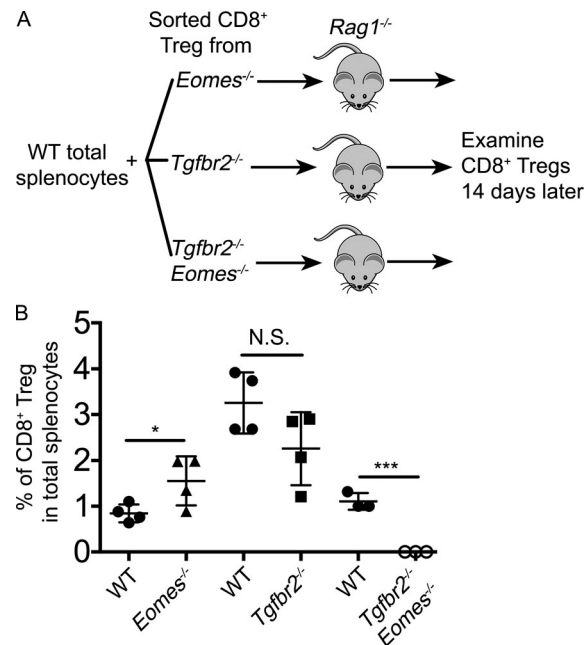 A
Sorted CD8⁺
Treg from
Rag1⁻/⁻
Eomes⁻/⁻
WT total
splenocytes
+
Tgfbr2⁻/⁻
Examine
CD8⁺ Tregs
14 days later
Tgfbr2⁻/⁻
Eomes⁻/⁻
B
% of CD8⁺ Treg
in total splenocytes
5
4
3
2
1
0
*
N.S.
***
WT
Eomes⁻/⁻
WT
Tgfbr2⁻/⁻
WT
Tgfbr2⁻/⁻
Eomes⁻/⁻